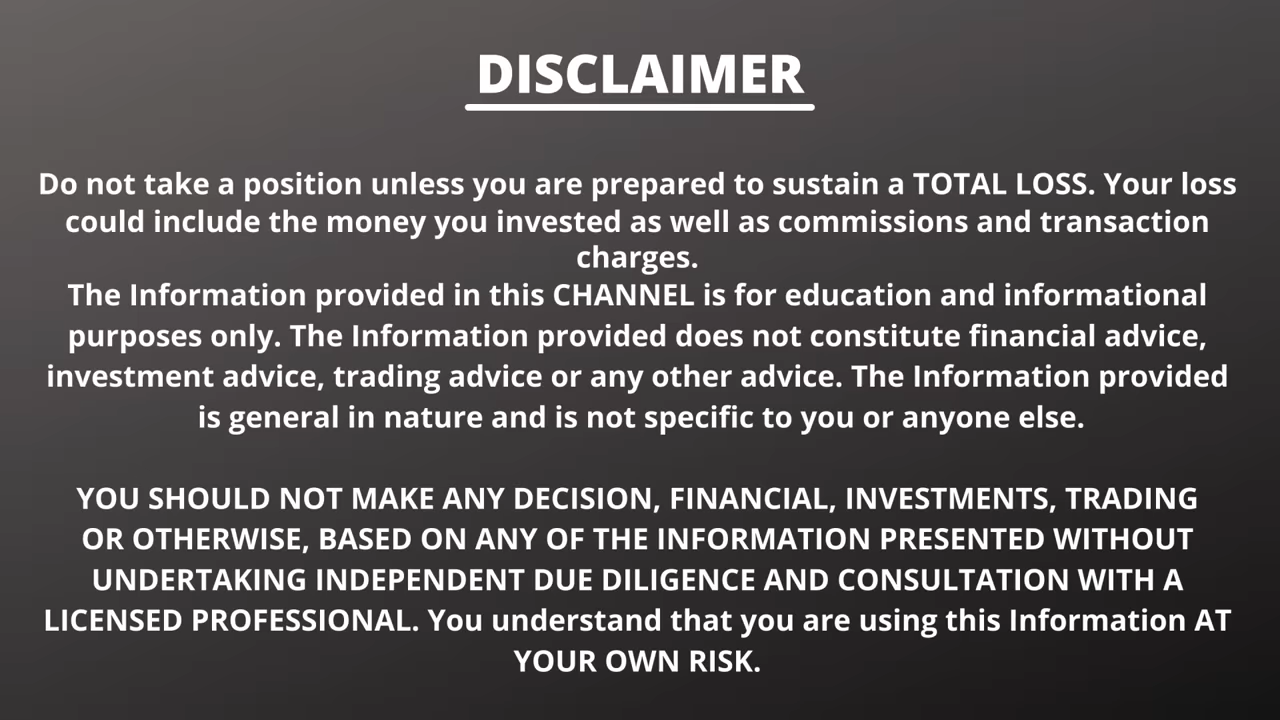 DISCLAIMER
Do not take a position unless you are prepared to sustain a TOTAL LOSS. Your loss
could include the money you invested as well as commissions and transaction
charges.
The Information provided in this CHANNEL is for education and informational
purposes only. The Information provided does not constitute financial advice,
investment advice, trading advice or any other advice. The Information provided
is general in nature and is not specific to you or anyone else.
YOU SHOULD NOT MAKE ANY DECISION, FINANCIAL, INVESTMENTS, TRADING
OR OTHERWISE, BASED ON ANY OF THE INFORMATION PRESENTED WITHOUT
UNDERTAKING INDEPENDENT DUE DILIGENCE AND CONSULTATION WITH A
LICENSED PROFESSIONAL. You understand that you are using this Information AT
YOUR OWN RISK.